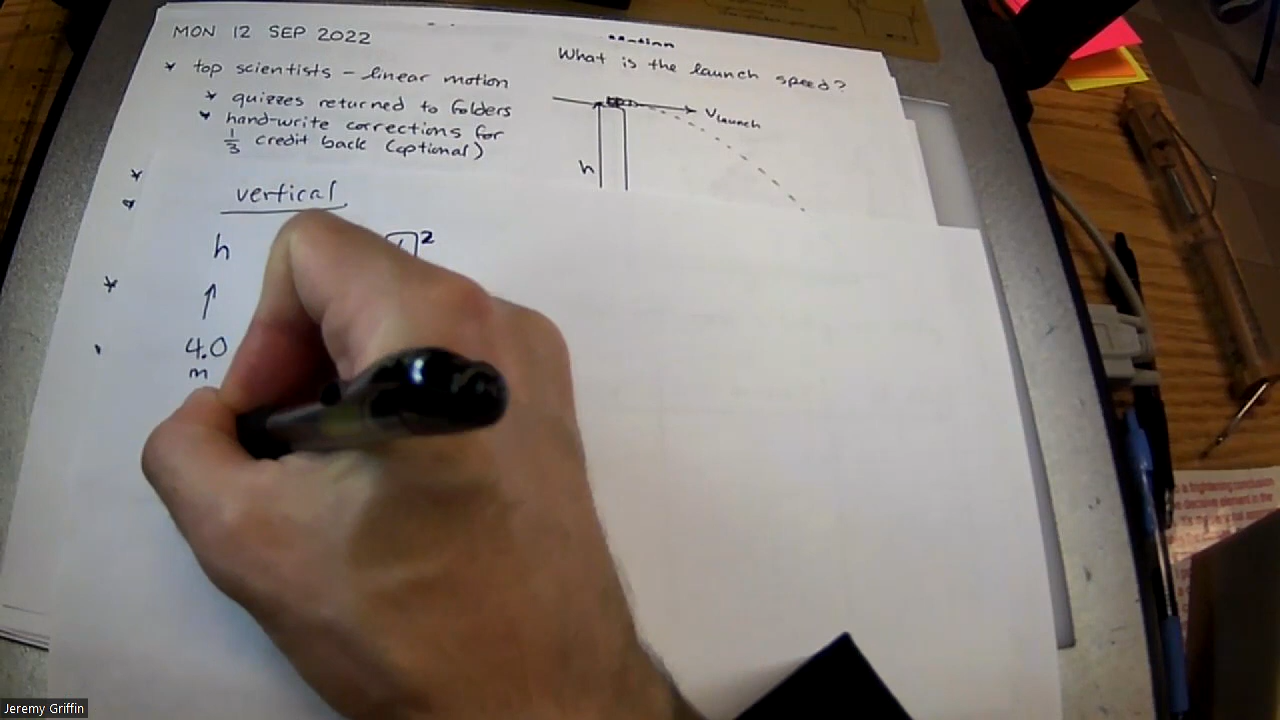 MON 12 SEP 2022
* top scientists - linear motion
* quizzes returned to folders
* hand-write corrections for
1/3 credit back (optional)
What is the launch speed?
Vlaunch
h
*
*
vertical
h
2
*
↑
4.0
m
Jeremy Griffin